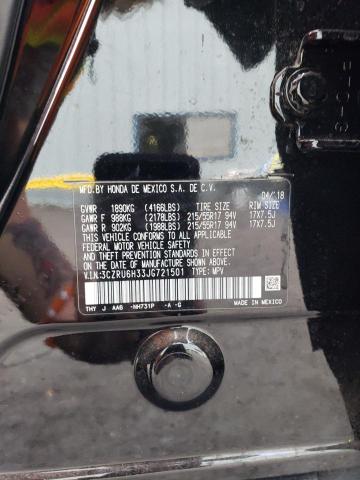 MFD.BY HONDA DE MEXICO S.A. DE C.V. 04/18
GVWR 1890KG (4166LBS) TIRE SIZE RIM SIZE
GAWR F 988KG (2178LBS) 215/55R17 94V 17X7.5J
GAWR R 902KG (1989LBS) 215/55R17 94V 17X7.5J
THIS VEHICLE CONFORMS TO ALL APPLICABLE
FEDERAL MOTOR VEHICLE SAFETY, BUMPER,
AND THEFT PREVENTION STANDARDS IN
EFFECT ON THE DATE OF MANUFACTURE SHOWN ABOVE.
V.I.N:3CZRU6H33JG721501 TYPE: MPV
MADE IN
MEXICO
THY J AA6 -NH731P -A -G